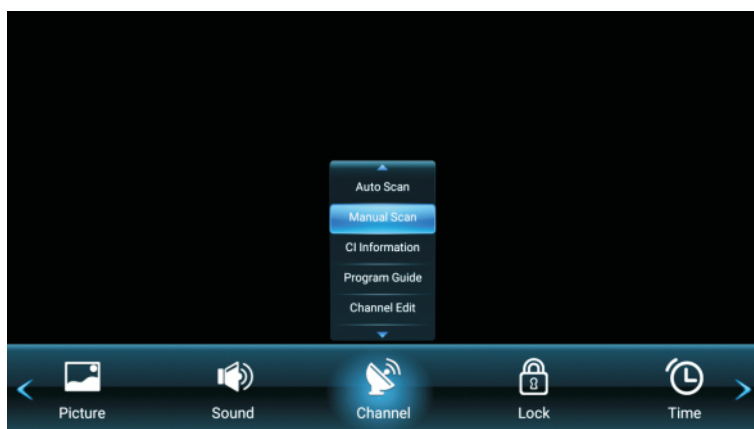 Auto Scan
Manual Scan
CI Information
Program Guide
Channel Edit
Picture Sound Channel Lock Time